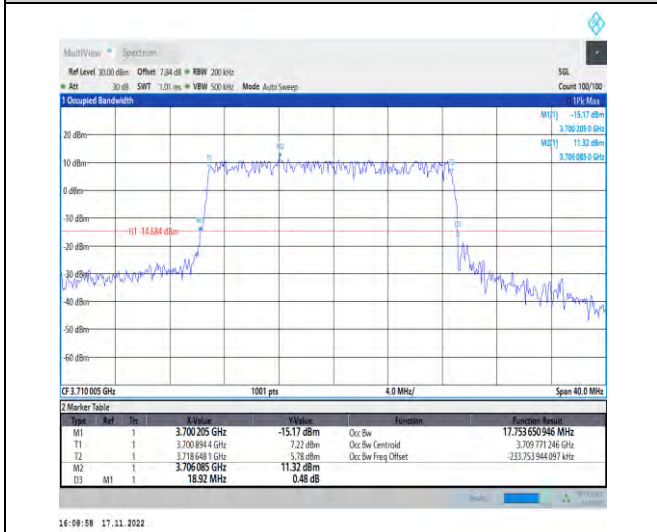 MultiView Spectrum
Ref Level 30.00 dBm Offset 7.84 dB RBW 200 kHz SGL
Att 30 dB SWT 1.01 ms VBW 500 kHz Mode Auto Sweep Count 100/100
1 Occupied Bandwidth 1Pk Max
M1[1] -15.17 dBm
3.700 205 0 GHz
M2[1] 11.32 dBm
3.706 085 0 GHz
20 dBm
M2
T1
10 dBm
0 dBm
-10 dBm
H1 -14.684 dBm
D3
-20 dBm
-30 dBm
-40 dBm
-50 dBm
-60 dBm
CF 3.710 005 GHz 1001 pts 4.0 MHz/ Span 40.0 MHz
2 Marker Table
Type Ref Trc X-Value Y-Value Function Function Result
M1 1 3.700 205 GHz -15.17 dBm Occ Bw 17.753 650 946 MHz
T1 1 3.700 894 4 GHz 7.22 dBm Occ Bw Centroid 3.709 771 246 GHz
T2 1 3.718 648 1 GHz 5.78 dBm Occ Bw Freq Offset -233.753 944 097 kHz
M2 1 3.706 085 GHz 11.32 dBm
D3 M1 1 18.92 MHz 0.48 dB
16:08:58 17.11.2022